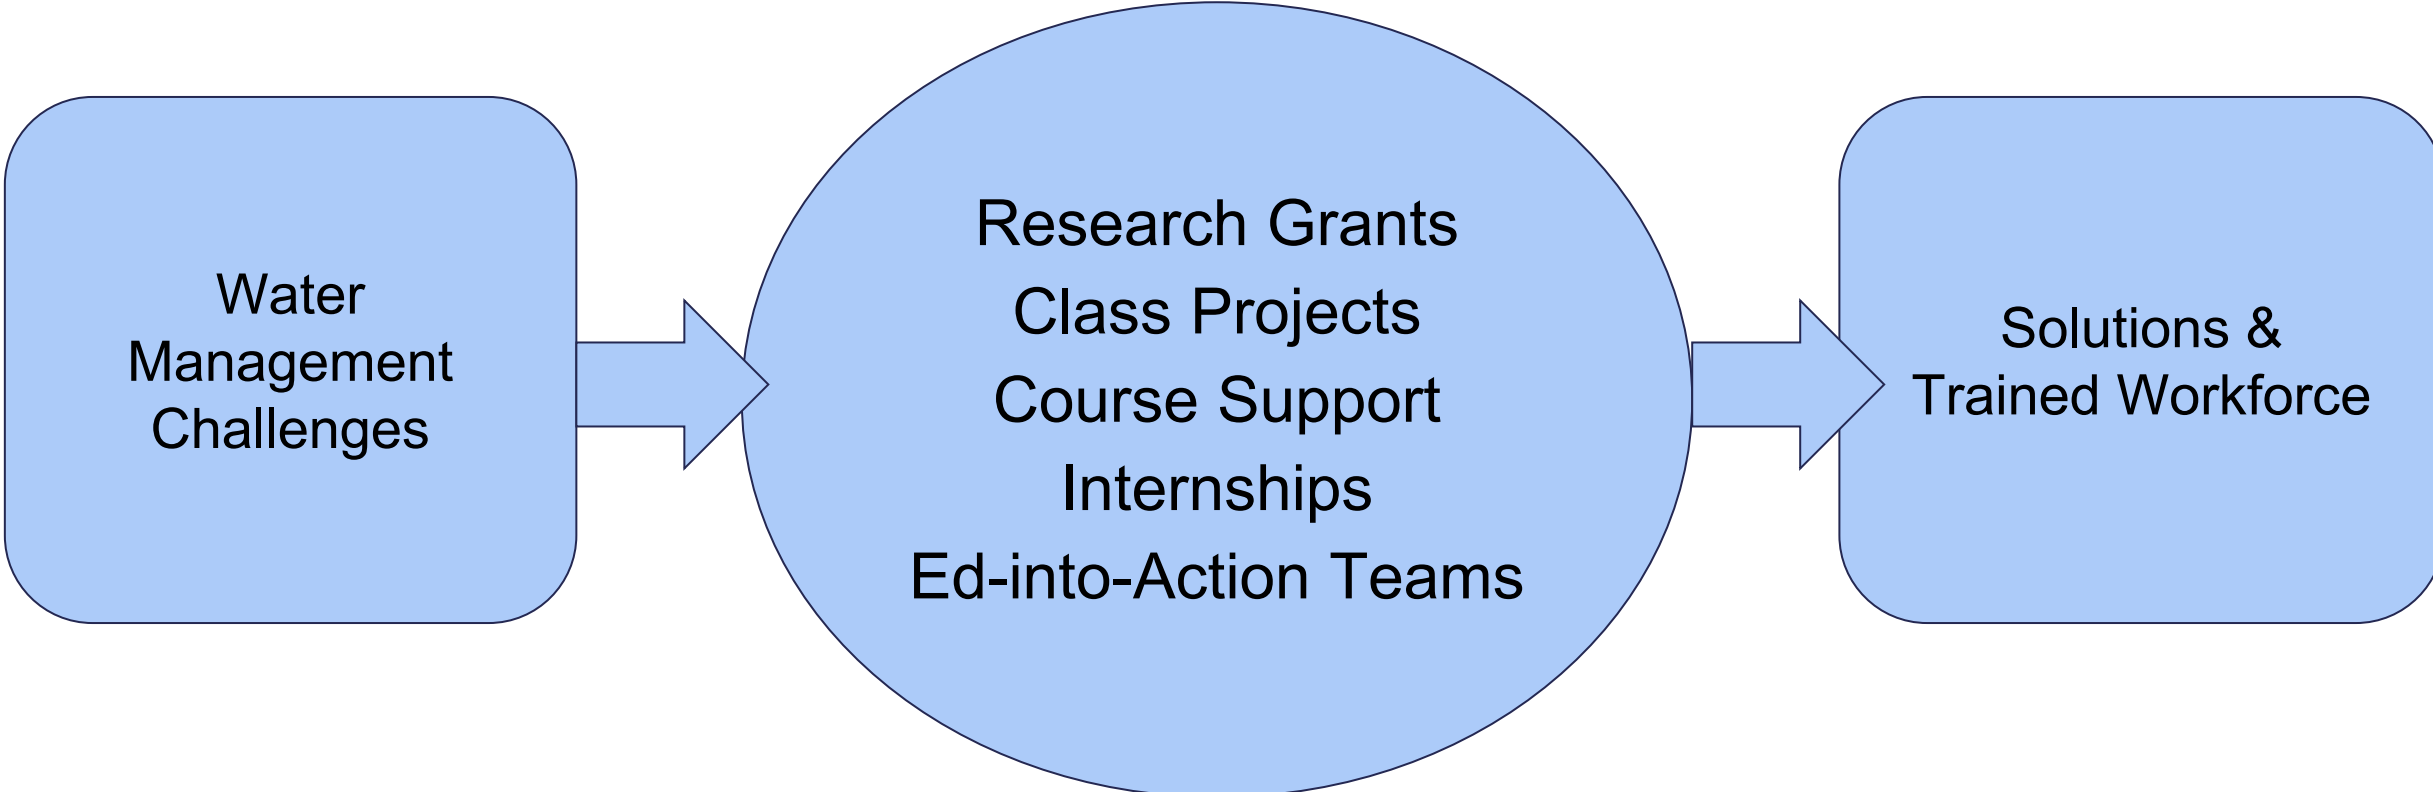 Water
Management
Challenges
Research Grants
Class Projects
Course Support
Internships
Ed-into-Action Teams
Solutions &
Trained Workforce